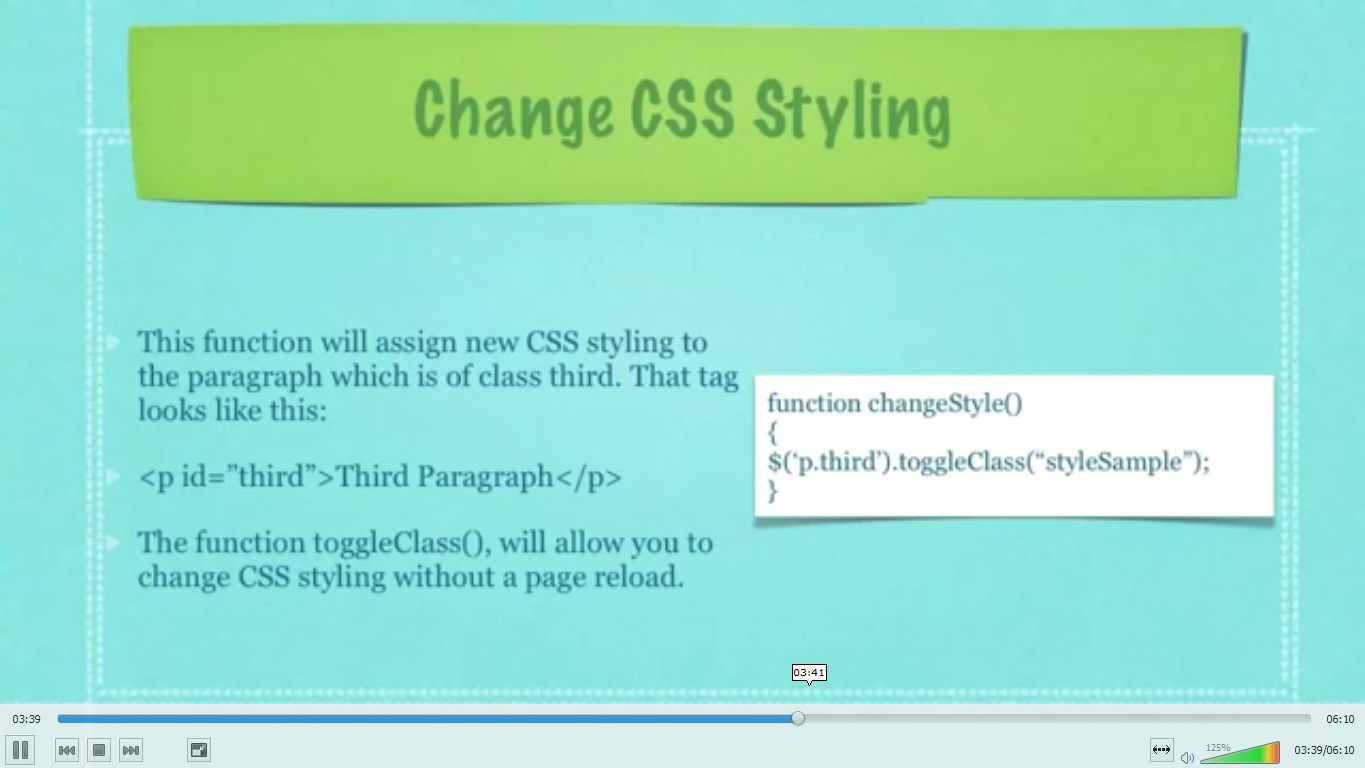 Change CSS Styling
This function will assign new CSS styling to
the paragraph which is of class third. That tag
looks like this:
<p id=”third”>Third Paragraph</p>
The function toggleClass(), will allow you to
change CSS styling without a page reload.
function changeStyle()
{
$(‘p.third’).toggleClass(“styleSample”);
}
03:41
03:39
06:10
125%
03:39/06:10